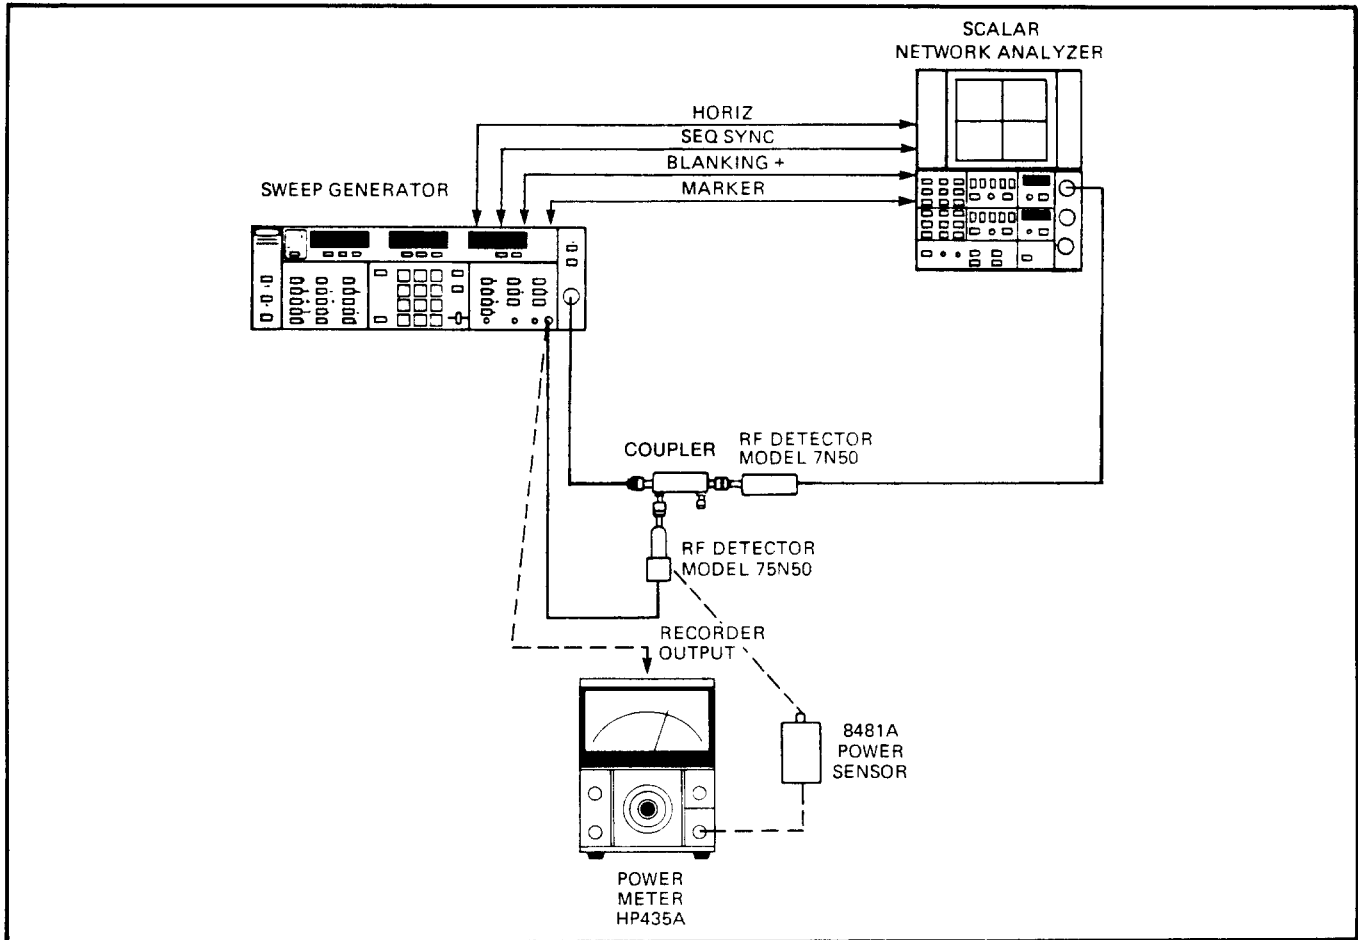 SCALAR
NETWORK ANALYZER
HORIZ
SEQ SYNC
BLANKING +
MARKER
SWEEP GENERATOR
COUPLER
RF DETECTOR
MODEL 7N50
RF DETECTOR
MODEL 75N50
RECORDER
OUTPUT
8481A
POWER
SENSOR
POWER
METER
HP435A